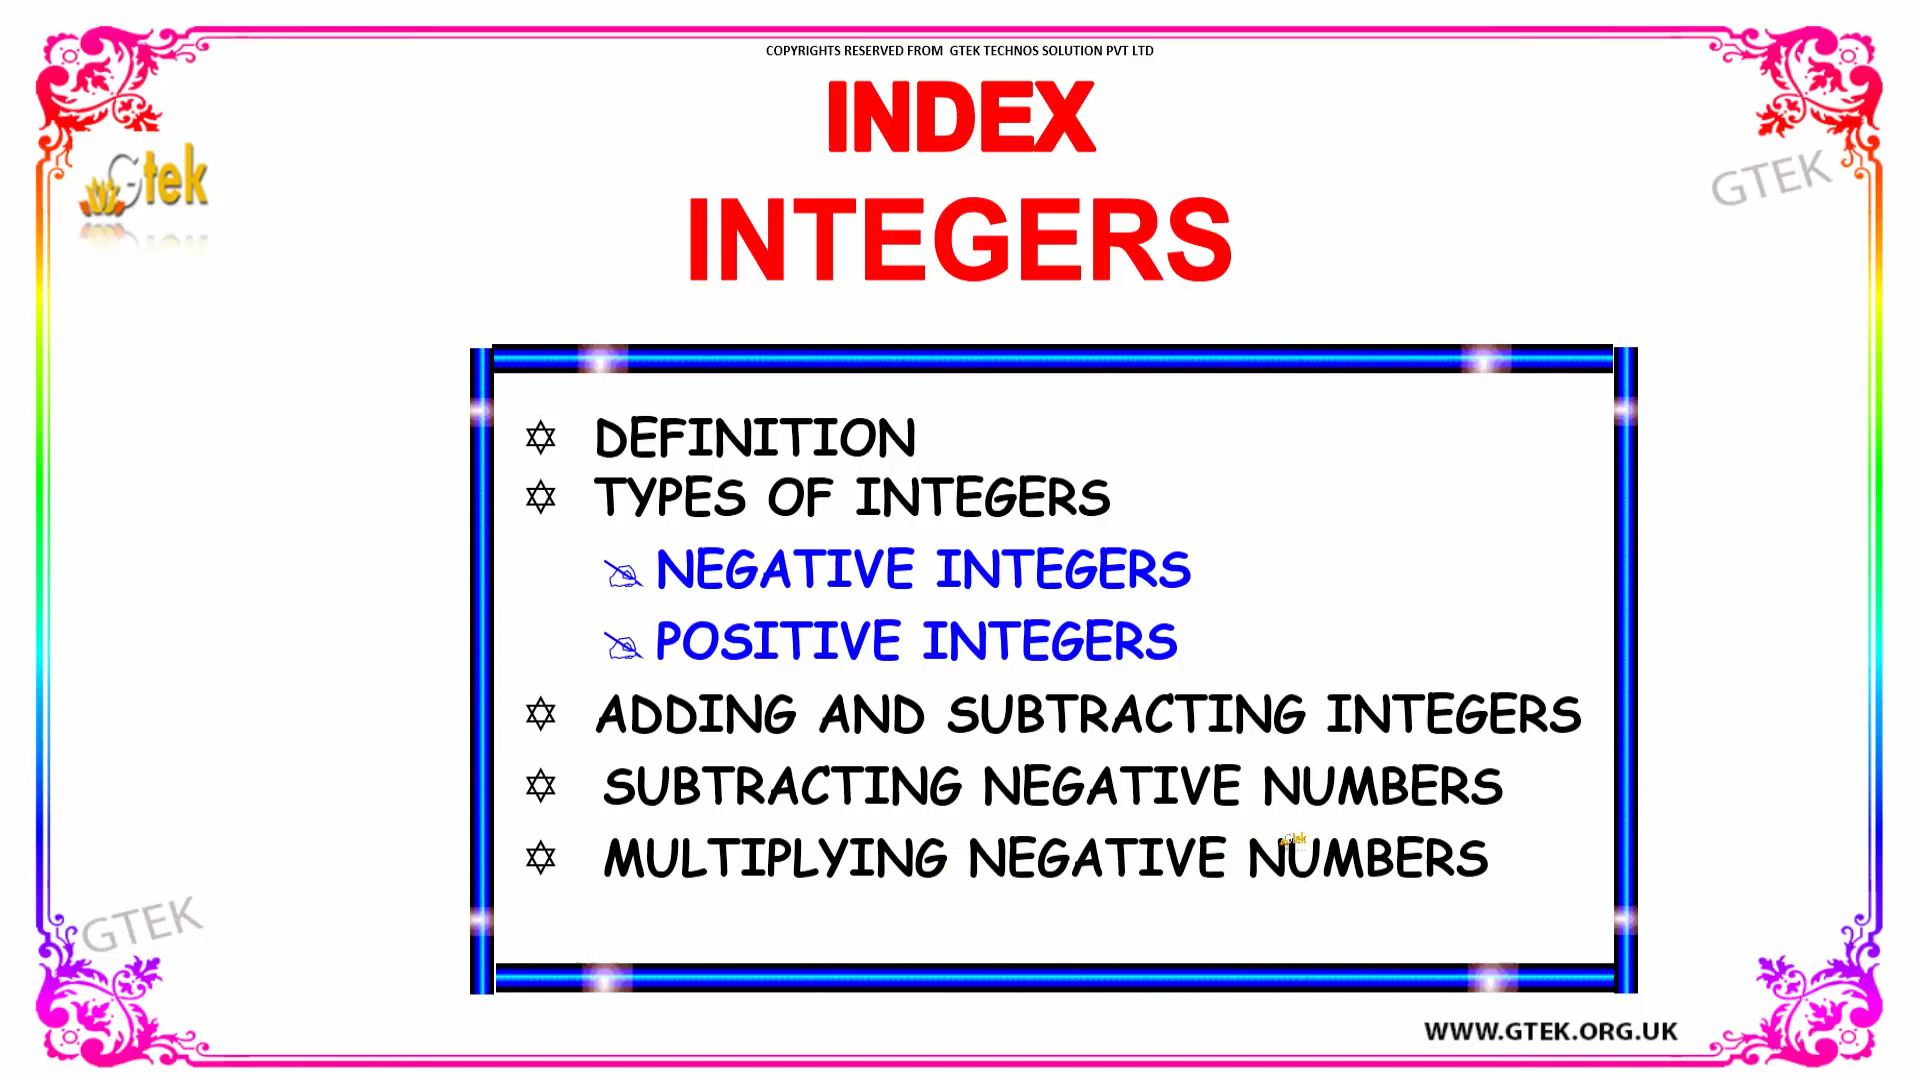 COPYRIGHTS RESERVED FROM GTEK TECHNOS SOLUTION PVT LTD
INDEX
Gtek
GTEK
INTEGERS
DEFINITION
TYPES OF INTEGERS
NEGATIVE INTEGERS
POSITIVE INTEGERS
ADDING AND SUBTRACTING INTEGERS
SUBTRACTING NEGATIVE NUMBERS
Gtek
MULTIPLYING NEGATIVE NUMBERS
GTEK
WWW.GTEK.ORG.UK